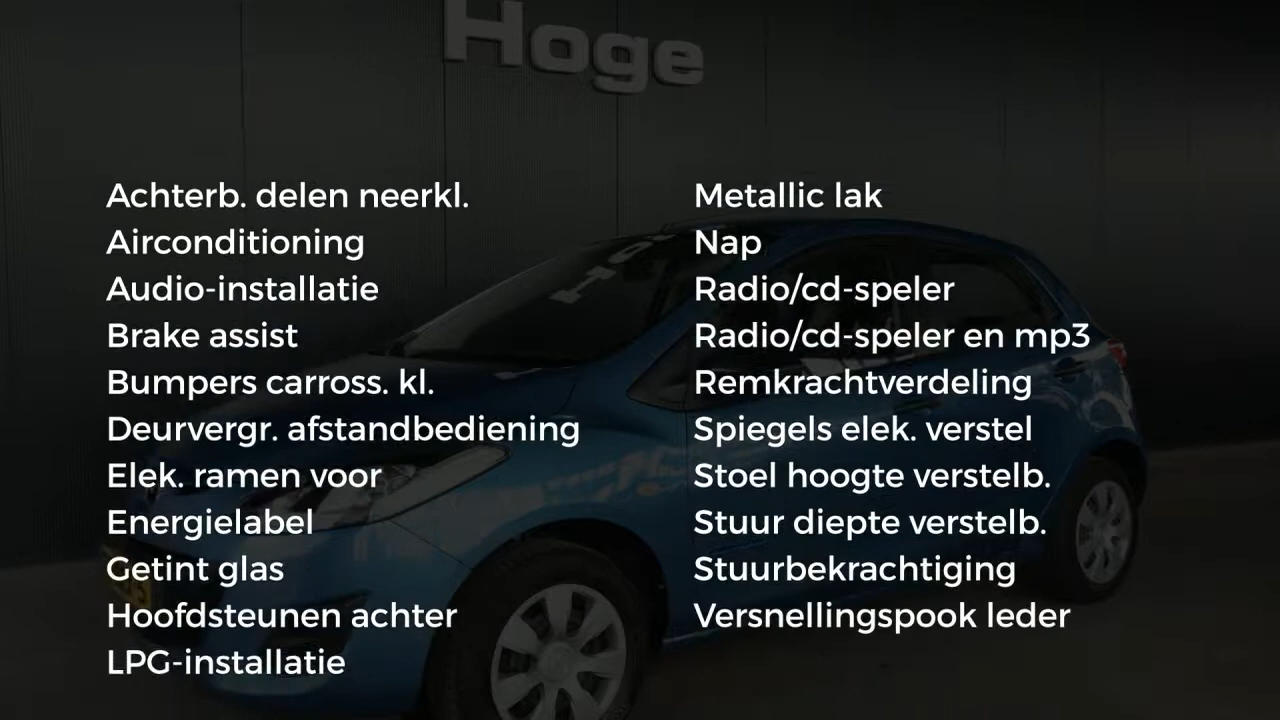 Hoge
Achterb. delen neerkl.
Airconditioning
Audio-installatie
Brake assist
Bumpers carross. kl.
Deurvergr. afstandbediening
Elek. ramen voor
Energielabel
Getint glas
Hoofdsteunen achter
LPG-installatie
Metallic lak
Nap
Radio/cd-speler
Radio/cd-speler en mp3
Remkrachtverdeling
Spiegels elek. verstel
Stoel hoogte verstelb.
Stuur diepte verstelb.
Stuurbekrachtiging
Versnellingspook leder